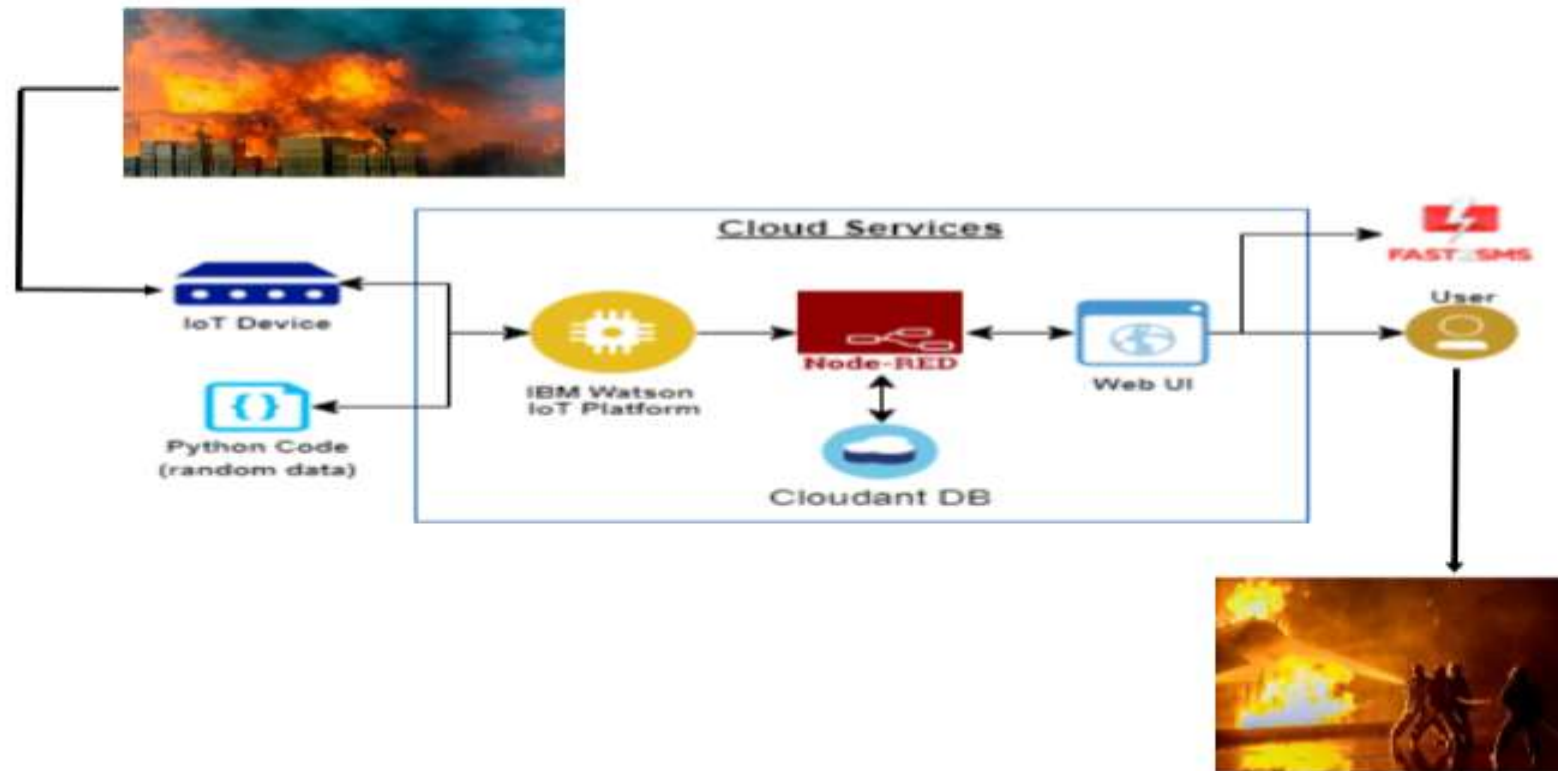 Cloud Services
FAST2SMS
User
IoT Device
Node-RED
IBM Watson
IoT Platform
Web UI
{}
Python Code
(random data)
Cloudant DB